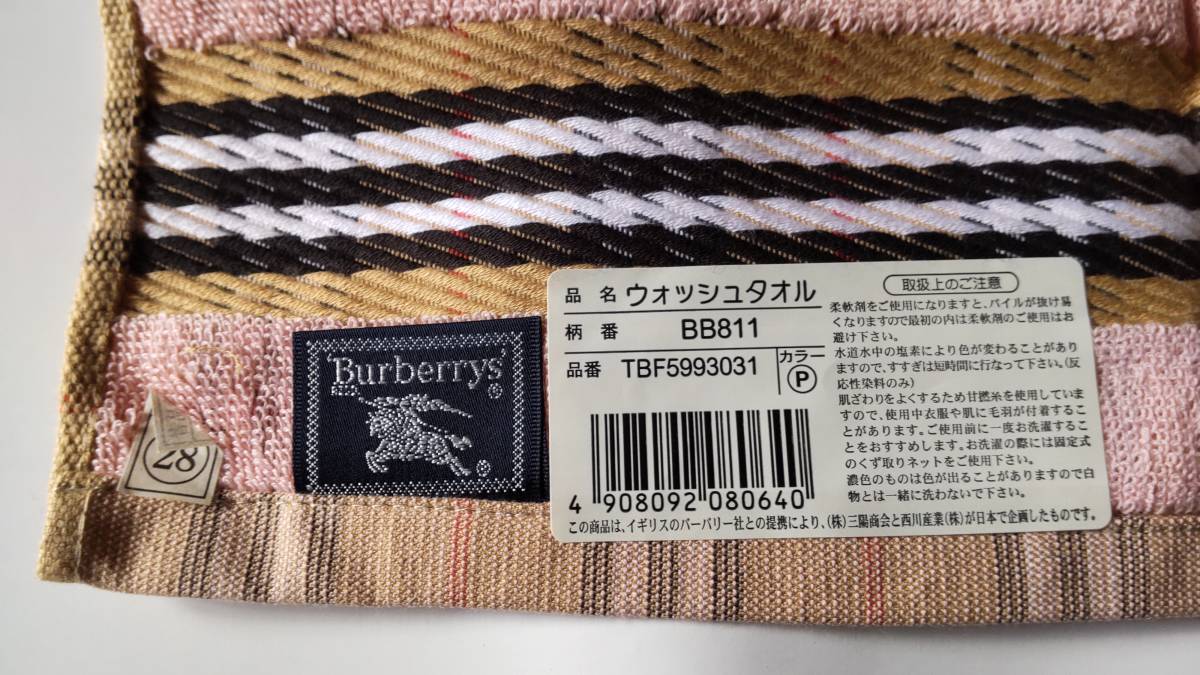 Burberrys®
®
28
品 名 ウォッシュタオル
柄 番 BB811
品番 TBF5993031
カラー
P
4 908092 080640
取扱上のご注意
柔軟剤をご使用になりますと、パイルが抜け易
くなりますので最初の内は柔軟剤のご使用はお
避け下さい。
水道水中の塩素により色が変わることがあり
ますので、すすぎは短時間に行なって下さい。(反
応性染料のみ)
肌ざわりをよくするため甘撚糸を使用しています
ので、使用中衣服や肌に毛羽が付着するこ
とがあります。ご使用前に一度お洗濯するこ
とをおすすめします。お洗濯の際には固定式
のくず取りネットをご使用下さい。
濃色のものは色が出ることがありますので白
物とは一緒に洗わないで下さい。
この商品は、イギリスのバーバリー社との提携により、(株)三陽商会と西川産業(株)が日本で企画したものです。